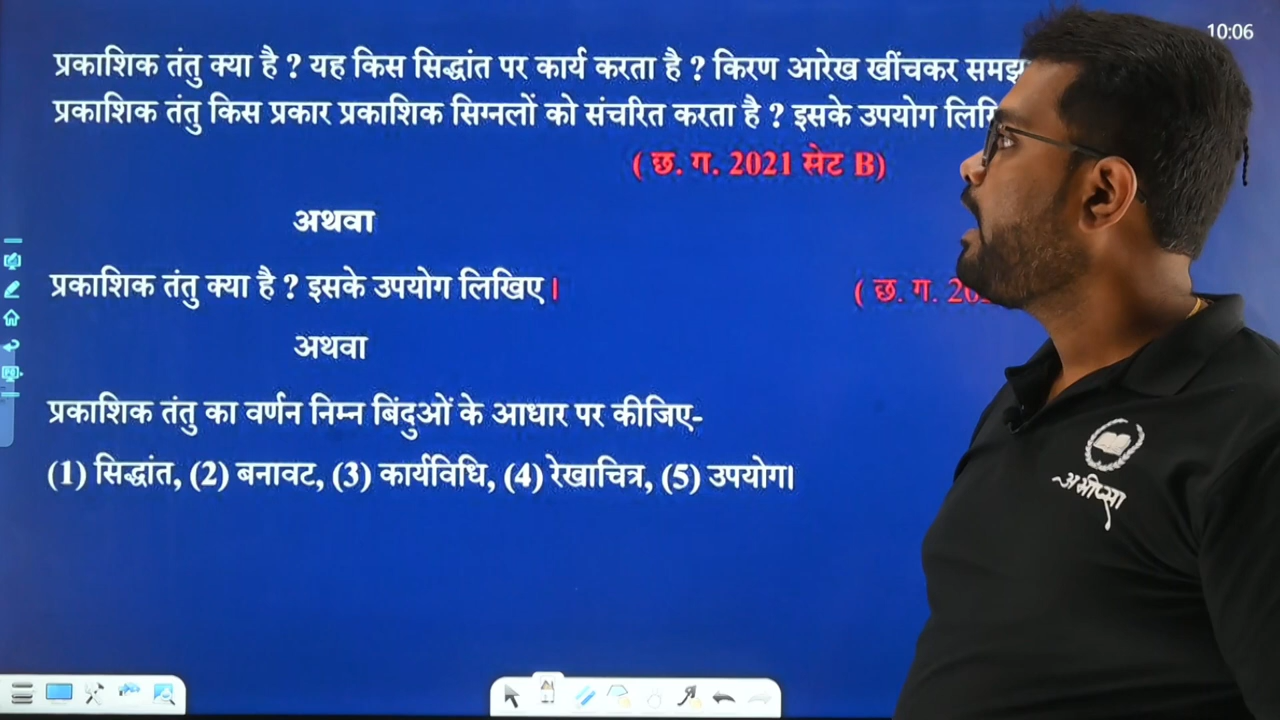 10:06
प्रकाशिक तंतु क्या है ? यह किस सिद्धांत पर कार्य करता है ? किरण आरेख खींचकर
प्रकाशिक तंतु किस प्रकार प्रकाशिक सिग्नलों को संचरित करता है ? इसके उपयोग
( छ. ग. 2021 सेट B)
अथवा
प्रकाशिक तंतु क्या है ? इसके उपयोग लिखिए।
( छ. ग.
अथवा
प्रकाशिक तंतु का वर्णन निम्न बिंदुओं के आधार पर कीजिए-
(1) सिद्धांत, (2) बनावट, (3) कार्यविधि, (4) रेखाचित्र, (5) उपयोग।
अभीप्सा